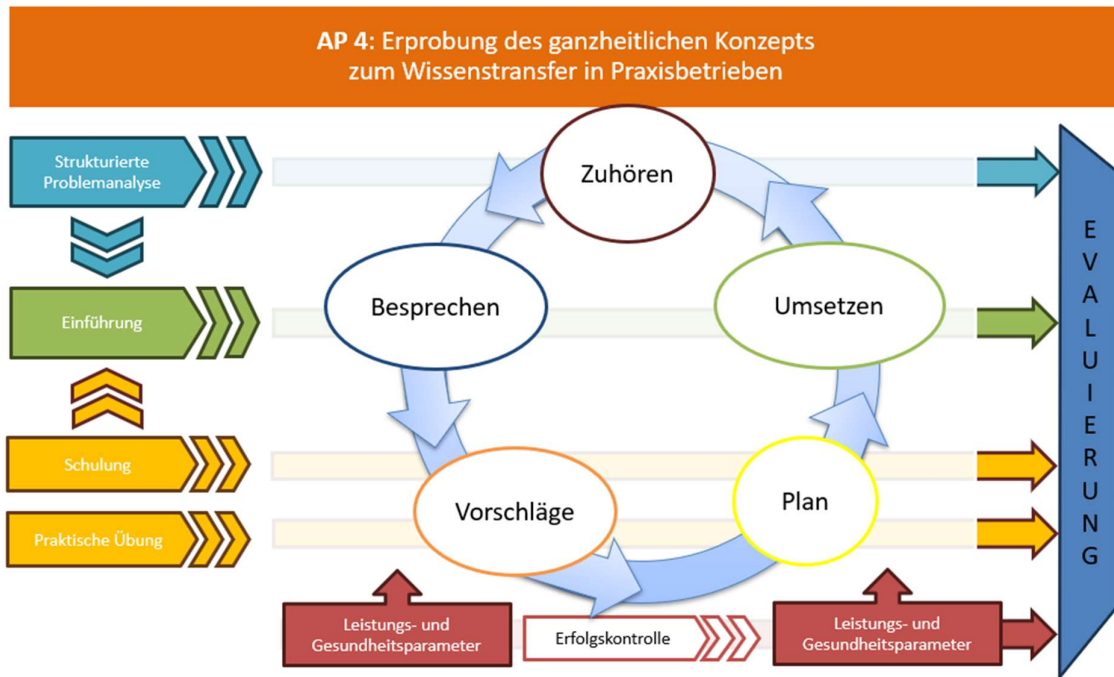 AP 4: Erprobung des ganzheitlichen Konzepts
zum Wissenstransfer in Praxisbetrieben
Strukturierte
Problemanalyse
Zuhören
Einführung
Besprechen
Umsetzen
Schulung
Vorschläge
Plan
Praktische Übung
Leistungs- und
Gesundheitsparameter
Erfolgskontrolle
Leistungs- und
Gesundheitsparameter
EVALUIERUNG